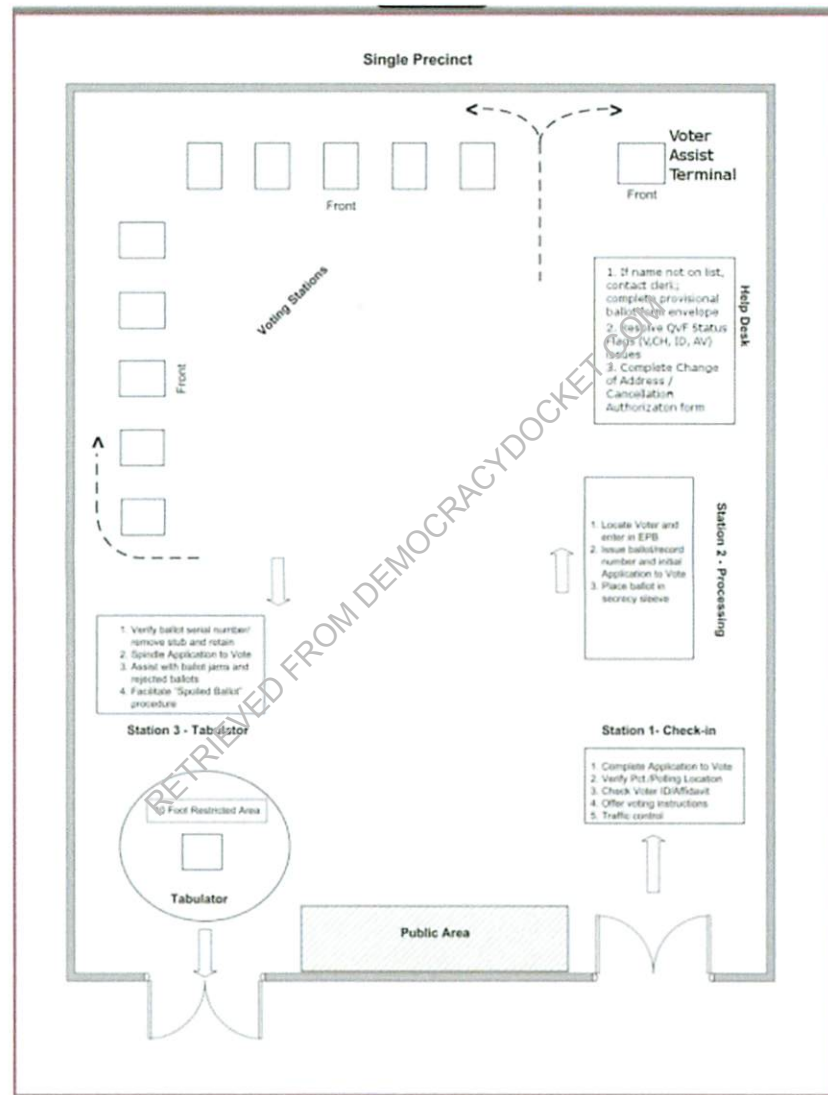 Single Precinct
Voter
Assist
Terminal
Front
Front
Voting Stations
Front
1. If name not on list,
contact clerk;
complete provisional
ballot form envelope
2. Resolve QVF Status
Flags (V,CH, ID, AV)
issues
3. Complete Change
of Address /
Cancellation
Authorizaton form
Help Desk
1. Locate Voter and
enter in EPB
2. Issue ballot/record
number and initial
Application to Vote
3. Place ballot in
secrecy sleeve
Station 2 - Processing
1. Verify ballot serial number/
remove stub and retain
2. Spindle Application to Vote
3. Assist with ballot jams and
rejected ballots
4. Facilitate "Spoiled Ballot"
procedure
Station 3 - Tabulator
Station 1- Check-in
1. Complete Application to Vote
2. Verify Pct./Polling Location
3. Check Voter ID/Affidavit
4. Offer voting instructions
5. Traffic control
Foot Restricted Area
Tabulator
Public Area
RETRIEVED FROM DEMOCRACYDOCKET.COM